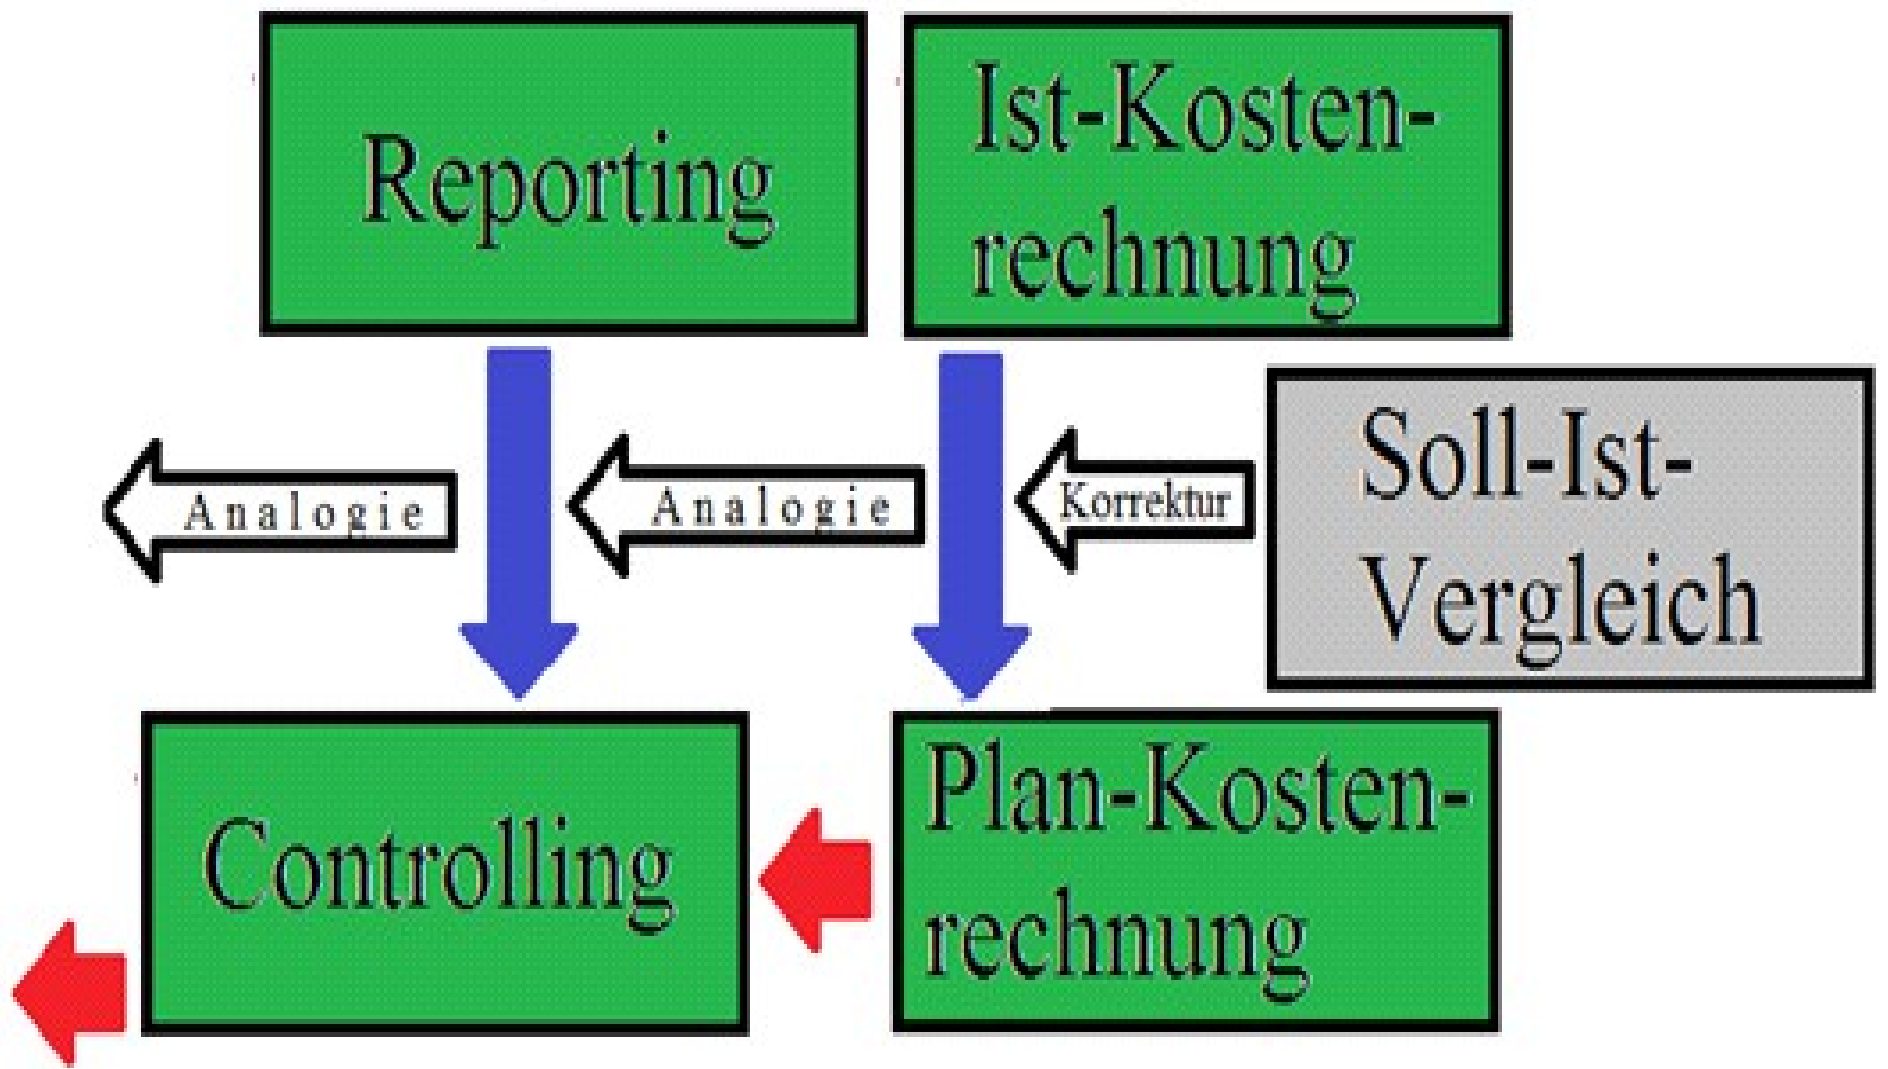 Reporting
Ist-Kosten-
rechnung
Analogie
Analogie
Korrektur
Soll-Ist-
Vergleich
Controlling
Plan-Kosten-
rechnung